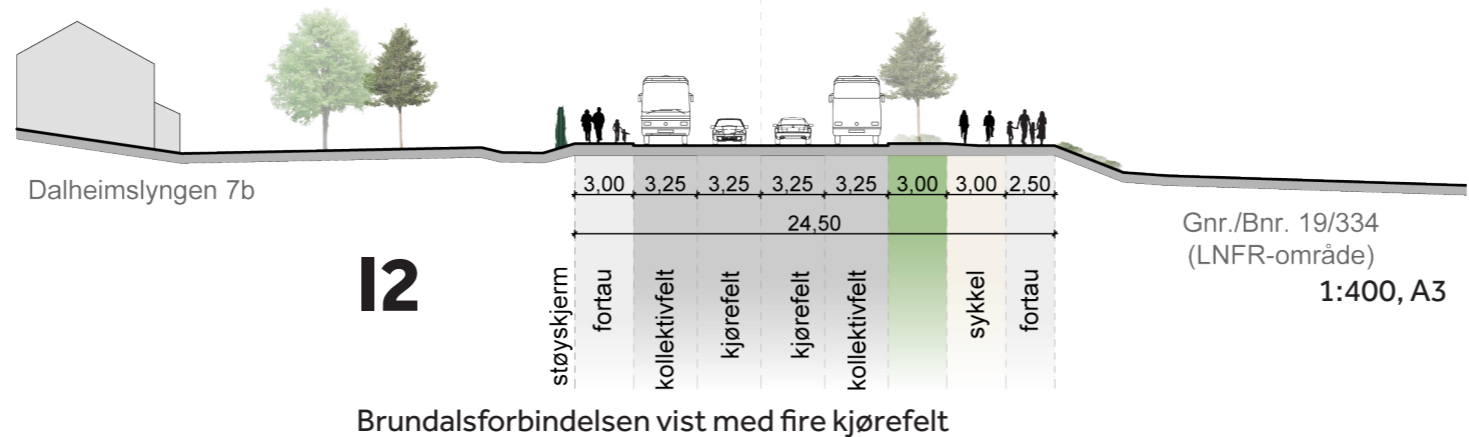 Dalheimslyngen 7b
3,00 3,25 3,25 3,25 3,25 3,00 3,00 2,50
24,50
Gnr./Bnr. 19/334
(LNFR-område)
1:400, A3
I2
støyskjerm
fortau
kollektivfelt
kjørefelt
kjørefelt
kollektivfelt
sykkel
fortau
Brundalsforbindelsen vist med fire kjørefelt